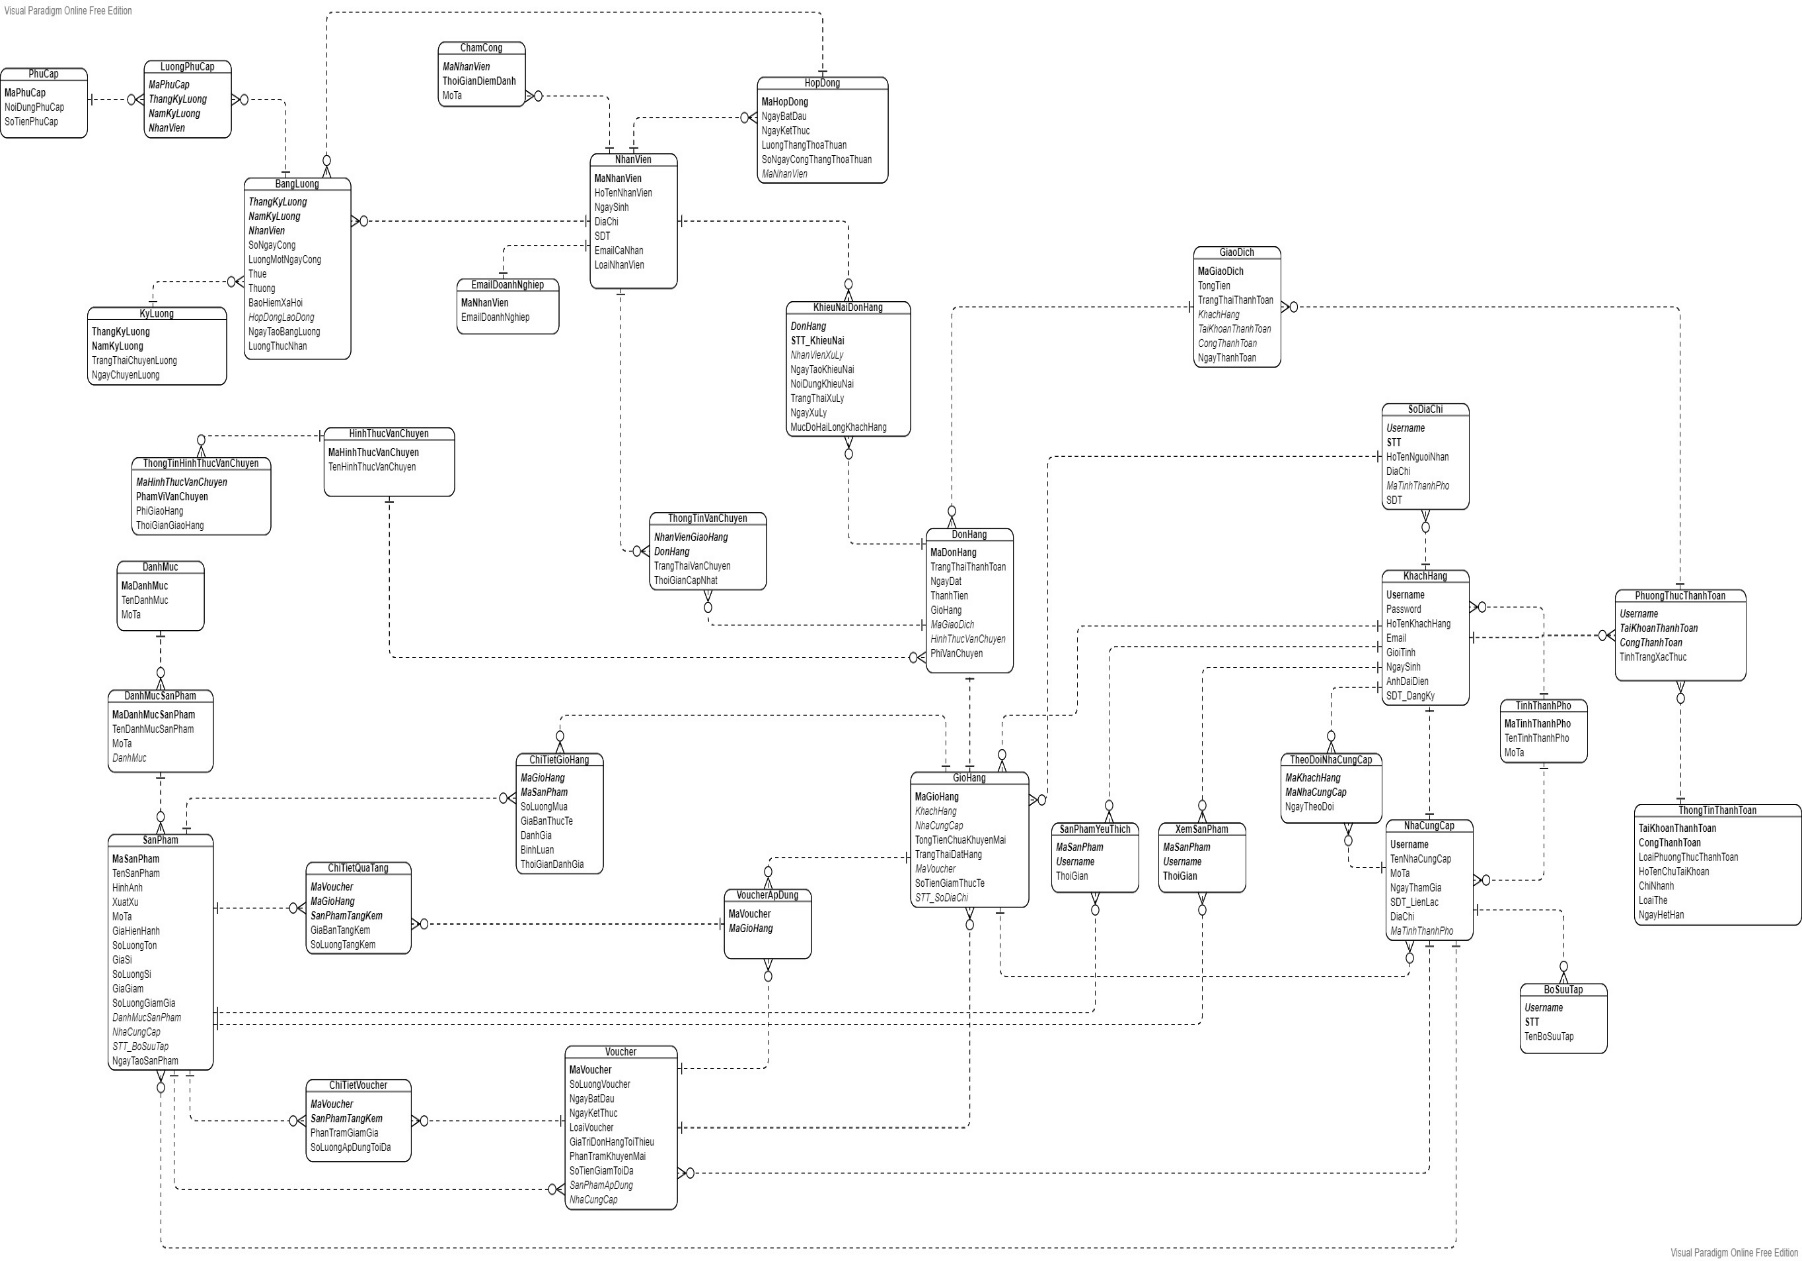 Visual Paradigm Online Free Edition
PhuCap
MaPhuCap
NoiDungPhuCap
SoTienPhuCap
LuongPhuCap
MaPhuCap
ThangKyLuong
NamKyLuong
NhanVien
ChamCong
MaNhanVien
ThoiGianDiemDanh
MoTa
HopDong
MaHopDong
NgayBatDau
NgayKetThuc
LuongThangThoaThuan
SoNgayCongThangThoaThuan
MaNhanVien
BangLuong
ThangKyLuong
NamKyLuong
NhanVien
SoNgayCong
LuongMotNgayCong
Thue
Thuong
BaoHiemXaHoi
HopDongLaoDong
NgayTaoBangLuong
LuongThucNhan
NhanVien
MaNhanVien
HoTenNhanVien
NgaySinh
DiaChi
SDT
EmailCaNhan
LoaiNhanVien
EmailDoanhNghiep
MaNhanVien
EmailDoanhNghiep
KyLuong
ThangKyLuong
NamKyLuong
TrangThaiChuyenLuong
NgayChuyenLuong
KhieuNaiDonHang
DonHang
STT_KhieuNai
NhanVienXuLy
NgayTaoKhieuNai
NoiDungKhieuNai
TrangThaiXuLy
NgayXuLy
MucDoHaiLongKhachHang
GiaoDich
MaGiaoDich
TongTien
TrangThaiThanhToan
KhachHang
TaiKhoanThanhToan
CongThanhToan
NgayThanhToan
SoDiaChi
Username
STT
HoTenNguoiNhan
DiaChi
MaTinhThanhPho
SDT
HinhThucVanChuyen
MaHinhThucVanChuyen
TenHinhThucVanChuyen
ThongTinHinhThucVanChuyen
MaHinhThucVanChuyen
PhamViVanChuyen
PhiGiaoHang
ThoiGianGiaoHang
ThongTinVanChuyen
NhanVienGiaoHang
DonHang
TrangThaiVanChuyen
ThoiGianCapNhat
DonHang
MaDonHang
TrangThaiThanhToan
NgayDat
ThanhTien
GioHang
MaGiaoDich
HinhThucVanChuyen
PhiVanChuyen
KhachHang
Username
Password
HoTenKhachHang
Email
GioiTinh
NgaySinh
AnhDaiDien
SDT_DangKy
PhuongThucThanhToan
Username
TaiKhoanThanhToan
CongThanhToan
TinhTrangXacThuc
DanhMuc
MaDanhMuc
TenDanhMuc
MoTa
DanhMucSanPham
MaDanhMucSanPham
TenDanhMucSanPham
MoTa
DanhMuc
TinhThanhPho
MaTinhThanhPho
TenTinhThanhPho
MoTa
ChiTietGioHang
MaGioHang
MaSanPham
SoLuongMua
GiaBanThucTe
DanhGia
BinhLuan
ThoiGianDanhGia
GioHang
MaGioHang
KhachHang
NhaCungCap
TongTienChuaKhuyenMai
TrangThaiDatHang
MaVoucher
SoTienGiamThucTe
STT_SoDiaChi
TheoDoiNhaCungCap
MaKhachHang
MaNhaCungCap
NgayTheoDoi
SanPhamYeuThich
MaSanPham
Username
ThoiGian
XemSanPham
MaSanPham
Username
ThoiGian
NhaCungCap
Username
TenNhaCungCap
MoTa
NgayThamGia
SDT_LienLac
DiaChi
MaTinhThanhPho
ThongTinThanhToan
TaiKhoanThanhToan
CongThanhToan
LoaiPhuongThucThanhToan
HoTenChuTaiKhoan
ChiNhanh
LoaiThe
NgayHetHan
SanPham
MaSanPham
TenSanPham
HinhAnh
XuatXu
MoTa
GiaHienHanh
SoLuongTon
GiaSi
SoLuongSi
GiaGiam
SoLuongGiamGia
DanhMucSanPham
NhaCungCap
STT_BoSuuTap
NgayTaoSanPham
ChiTietQuaTang
MaVoucher
MaGioHang
SanPhamTangKem
GiaBanTangKem
SoLuongTangKem
VoucherApDung
MaVoucher
MaGioHang
BoSuuTap
Username
STT
TenBoSuuTap
ChiTietVoucher
MaVoucher
SanPhamTangKem
PhanTramGiamGia
SoLuongApDungToiDa
Voucher
MaVoucher
SoLuongVoucher
NgayBatDau
NgayKetThuc
LoaiVoucher
GiaTriDonHangToiThieu
PhanTramKhuyenMai
SoTienGiamToiDa
SanPhamApDung
NhaCungCap
Visual Paradigm Online Free Edition